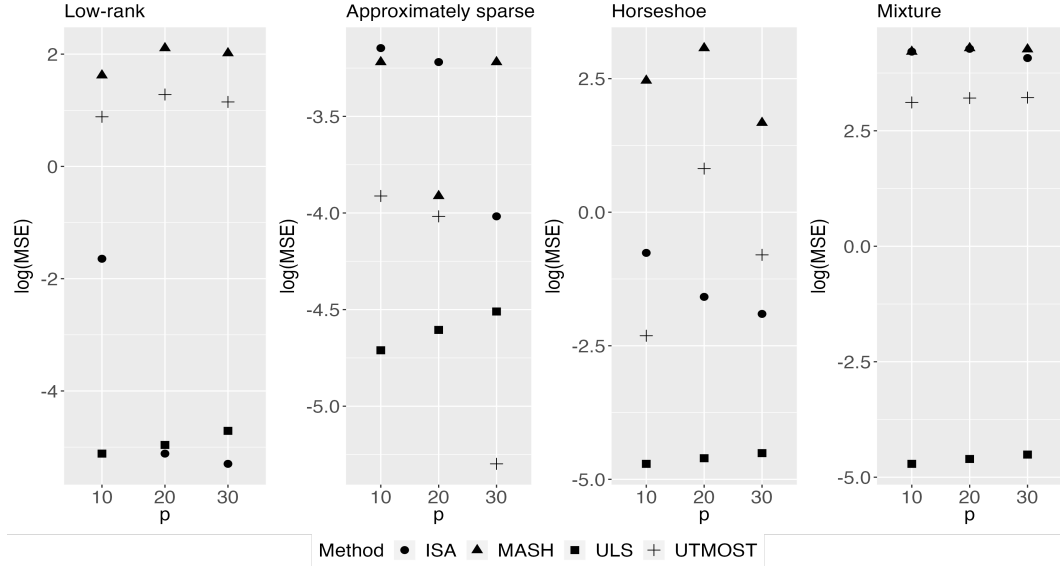 Low-rank
2
0
-2
-4
log(MSE)
10 20 30
p
Approximately sparse
-3.5
-4.0
-4.5
-5.0
log(MSE)
10 20 30
p
Horseshoe
2.5
0.0
-2.5
-5.0
log(MSE)
10 20 30
p
Mixture
2.5
0.0
-2.5
-5.0
log(MSE)
10 20 30
p
Method ISA MASH ULS UTMOST